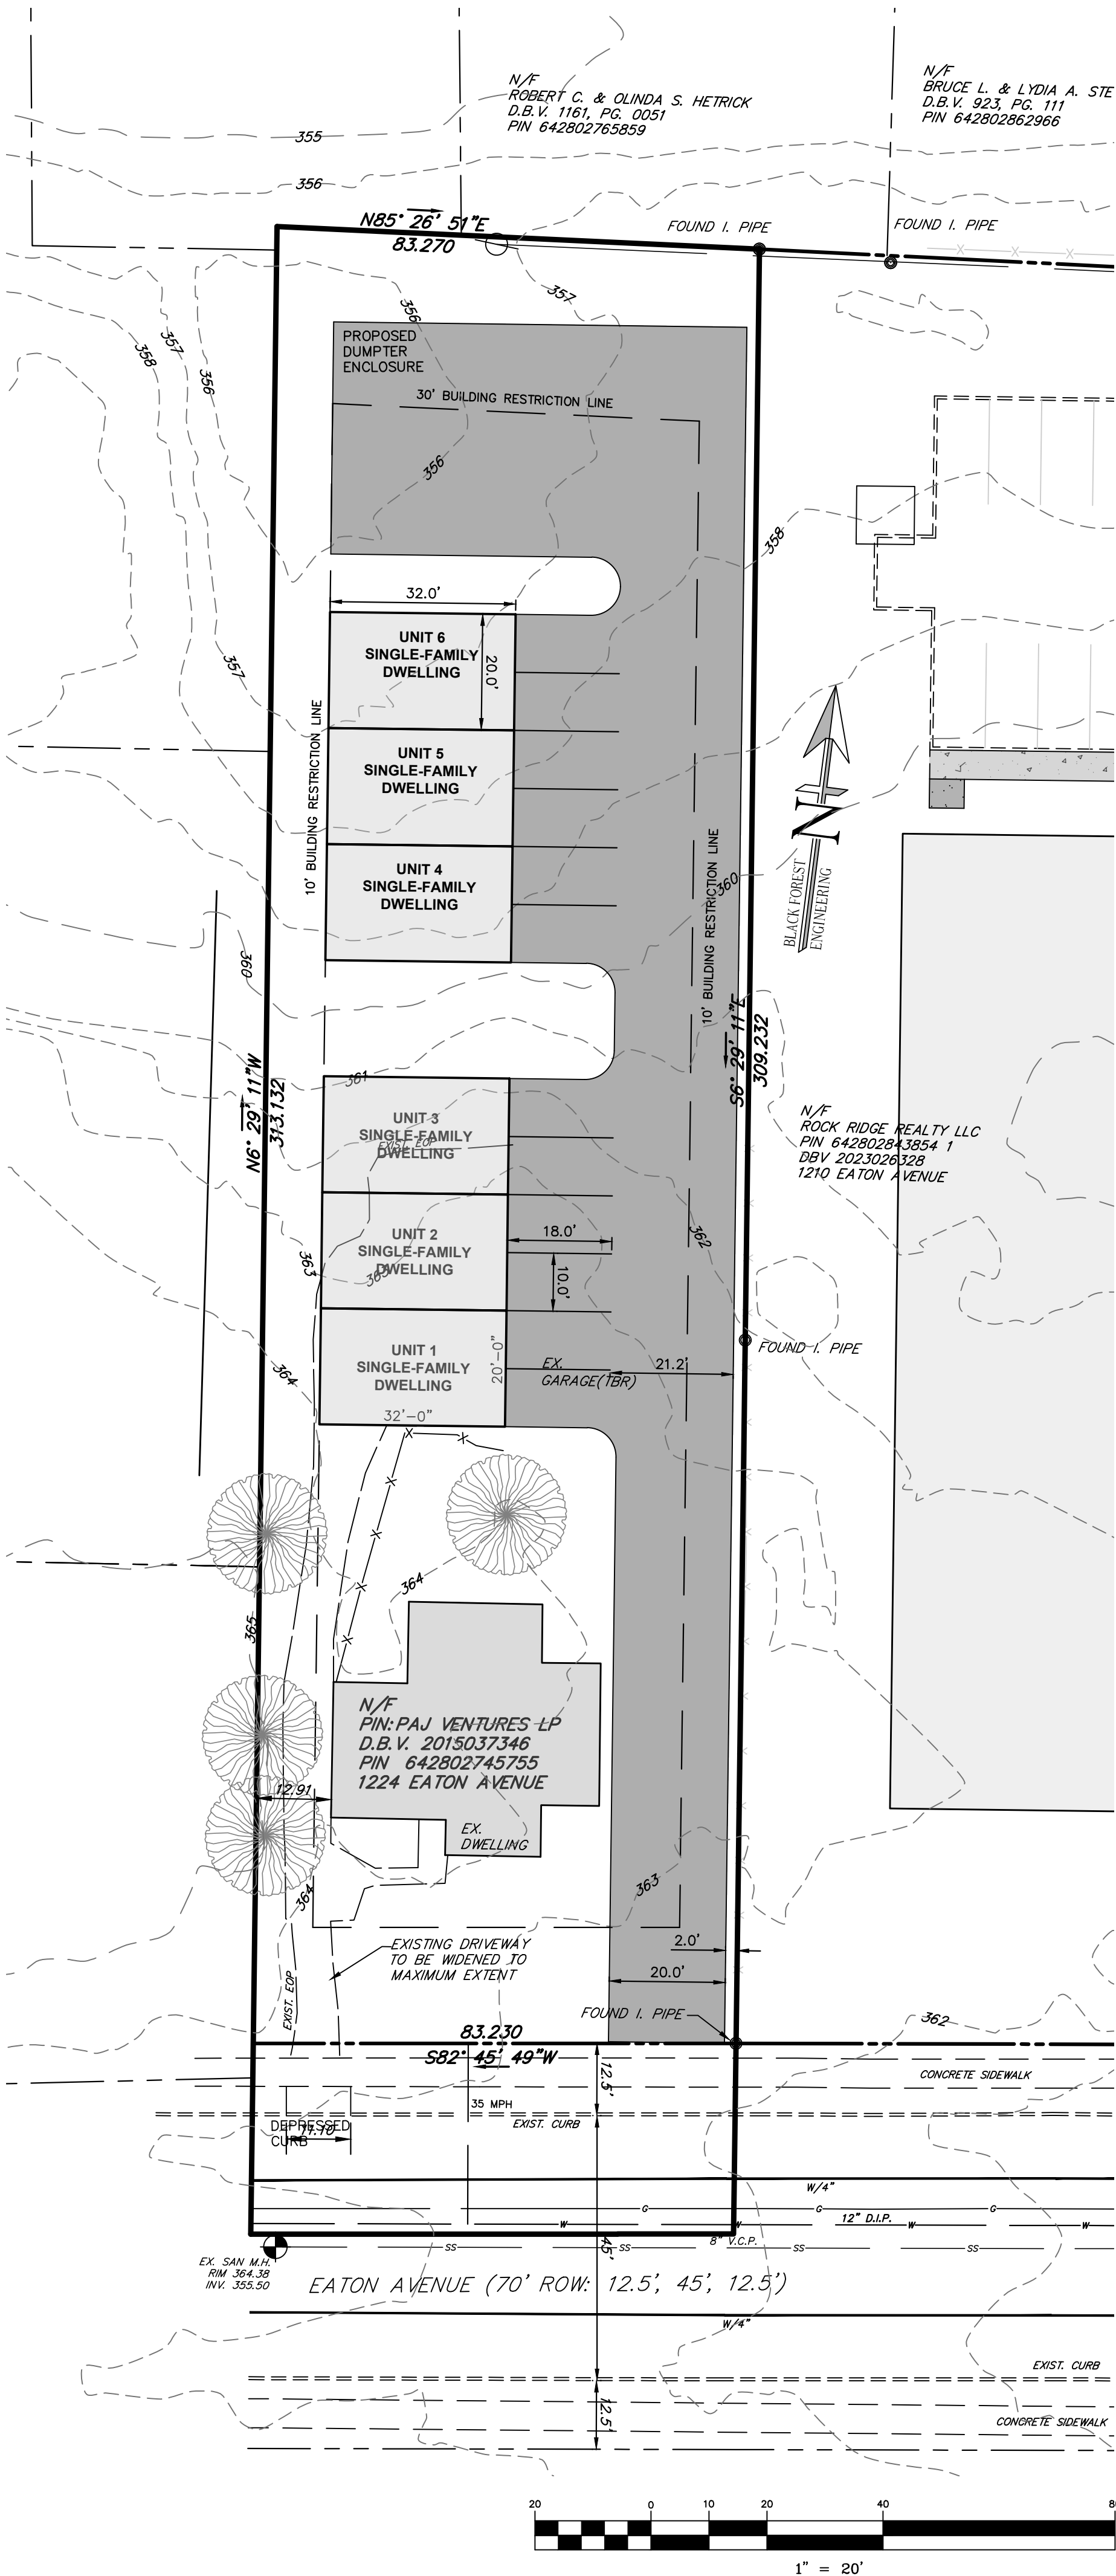 N/F
ROBERT C. & OLINDA S. HETRICK
D.B.V. 1161, PG. 0051
PIN 642802765859
N/F
BRUCE L. & LYDIA A. STE
D.B.V. 923, PG. 111
PIN 642802862966
355
356
N85° 26' 51"E
83.270
FOUND I. PIPE
FOUND I. PIPE
X
X
X
357
356
357
358
356
PROPOSED
DUMPTER
ENCLOSURE
30' BUILDING RESTRICTION LINE
356
358
32.0'
UNIT 6
SINGLE-FAMILY
DWELLING
20.0'
357
10' BUILDING RESTRICTION LINE
UNIT 5
SINGLE-FAMILY
DWELLING
N
BLACK FOREST
ENGINEERING
UNIT 4
SINGLE-FAMILY
DWELLING
10' BUILDING RESTRICTION LINE
360
360
S6° 29' 11"E
309.232
N6° 29' 11"W
313.132
361
UNIT 3
SINGLE-FAMILY
DWELLING
EXIST. EOP
N/F
ROCK RIDGE REALTY LLC
PIN 642802843854 1
DBV 2023026328
1210 EATON AVENUE
UNIT 2
SINGLE-FAMILY
DWELLING
18.0'
10.0'
362
363
363
UNIT 1
SINGLE-FAMILY
DWELLING
20'-0"
32'-0"
EX.
GARAGE(TBR)
21.2'
FOUND I. PIPE
364
X
X
X
X
X
X
364
365
N/F
PIN: PAJ VENTURES LP
D.B.V. 2015037346
PIN 642802745755
1224 EATON AVENUE
12.91
EX.
DWELLING
364
363
EXISTING DRIVEWAY
TO BE WIDENED TO
MAXIMUM EXTENT
EXIST. EOP
2.0'
20.0'
FOUND I. PIPE
362
83.230
S82° 45' 49"W
12.5'
CONCRETE SIDEWALK
35 MPH
EXIST. CURB
DEPRESSED
CURB
W/4"
G
G
G
W
W
12" D.I.P.
W
W
8" V.C.P.
SS
SS
SS
SS
45'
EX. SAN M.H.
RIM 364.38
INV. 355.50
EATON AVENUE (70' ROW: 12.5', 45', 12.5')
W/4"
EXIST. CURB
12.5'
CONCRETE SIDEWALK
20
0
10
20
40
1" = 20'